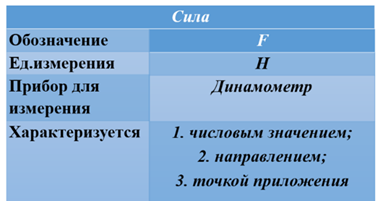 Сила
Обозначение F
Ед.измерения Н
Прибор для Динамометр
измерения
Характеризуется 1. числовым значением;
2. направлением;
3. точкой приложения